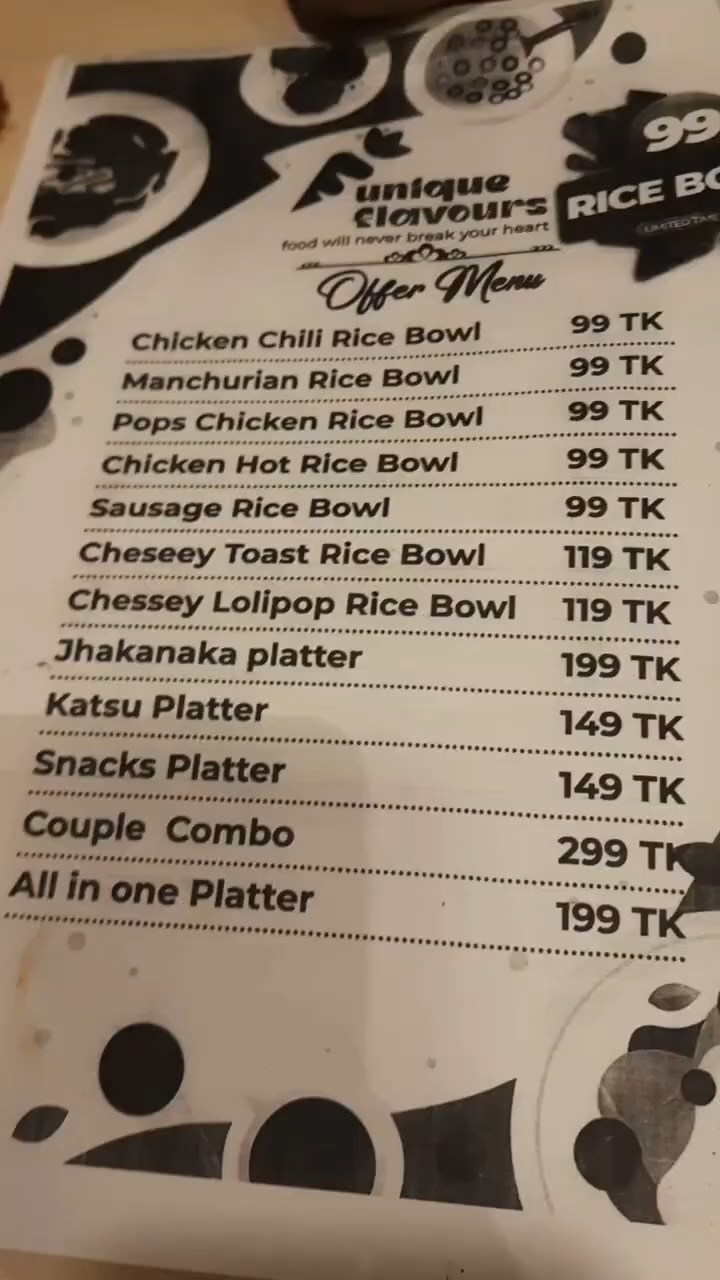 unique
flavours
food will never break your heart
99
RICE BO
LIMITED TIM
Offer Menu
Chicken Chili Rice Bowl 99 TK
Manchurian Rice Bowl 99 TK
Pops Chicken Rice Bowl 99 TK
Chicken Hot Rice Bowl 99 TK
Sausage Rice Bowl 99 TK
Cheseey Toast Rice Bowl 119 TK
Chessey Lolipop Rice Bowl 119 TK
Jhakanaka platter 199 TK
Katsu Platter 149 TK
Snacks Platter 149 TK
Couple Combo 299 TK
All in one Platter 199 TK